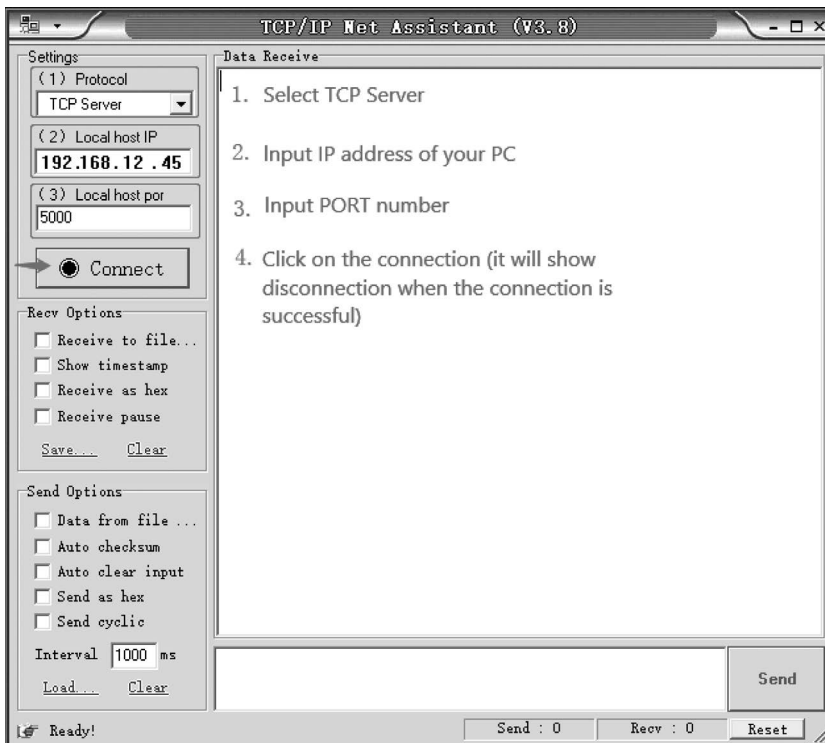 TCP/IP Net Assistant (V3.8)
Settings
(1) Protocol
TCP Server
(2) Local host IP
192.168.12.45
(3) Local host por
5000
Connect
Recv Options
Receive to file...
Show timestamp
Receive as hex
Receive pause
Save... Clear
Send Options
Data from file ...
Auto checksum
Auto clear input
Send as hex
Send cyclic
Interval 1000 ms
Load... Clear
Data Receive
1. Select TCP Server
2. Input IP address of your PC
3. Input PORT number
4. Click on the connection (it will show
disconnection when the connection is
successful)
Send
Ready!
Send : 0 Recv : 0 Reset